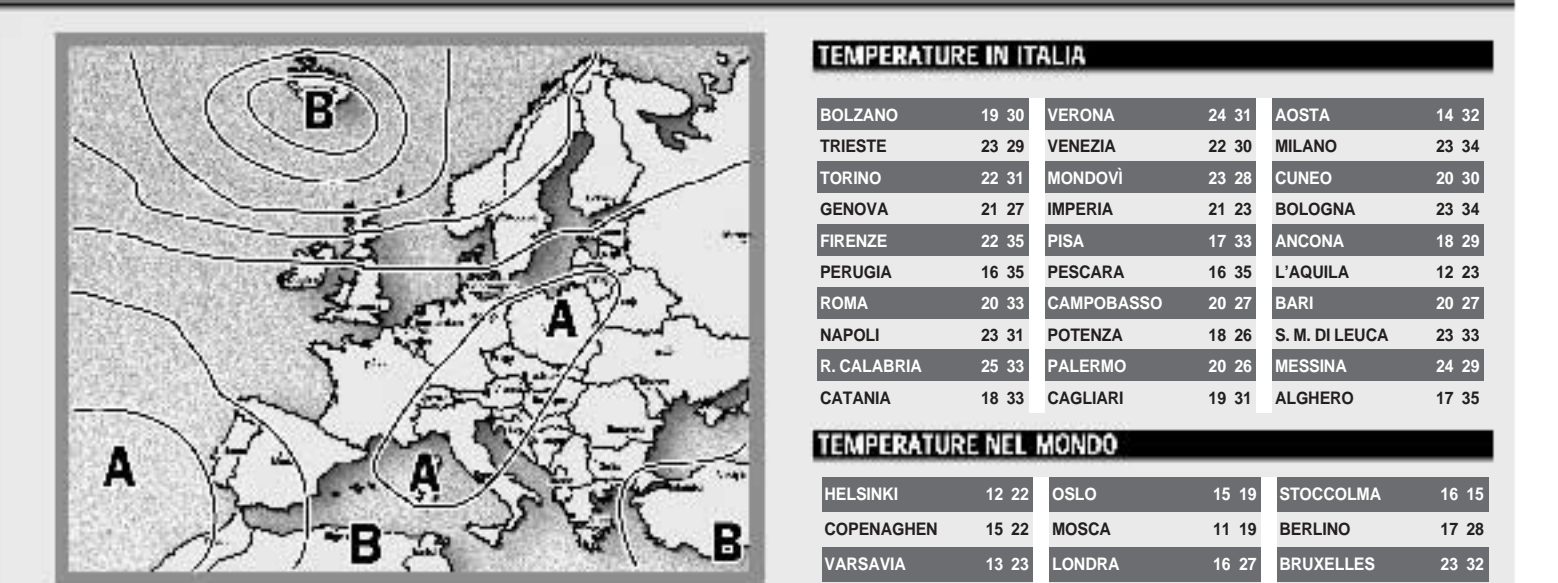 B
A
A
A
B
B
TEMPERATURE IN ITALIA
BOLZANO 19 30 VERONA 24 31 AOSTA 14 32
TRIESTE 23 29 VENEZIA 22 30 MILANO 23 34
TORINO 22 31 MONDOVÌ 23 28 CUNEO 20 30
GENOVA 21 27 IMPERIA 21 23 BOLOGNA 23 34
FIRENZE 22 35 PISA 17 33 ANCONA 18 29
PERUGIA 16 35 PESCARA 16 35 L'AQUILA 12 23
ROMA 20 33 CAMPOBASSO 20 27 BARI 20 27
NAPOLI 23 31 POTENZA 18 26 S. M. DI LEUCA 23 33
R. CALABRIA 25 33 PALERMO 20 26 MESSINA 24 29
CATANIA 18 33 CAGLIARI 19 31 ALGHERO 17 35
TEMPERATURE NEL MONDO
HELSINKI 12 22 OSLO 15 19 STOCCOLMA 16 15
COPENAGHEN 15 22 MOSCA 11 19 BERLINO 17 28
VARSAVIA 13 23 LONDRA 16 27 BRUXELLES 23 32